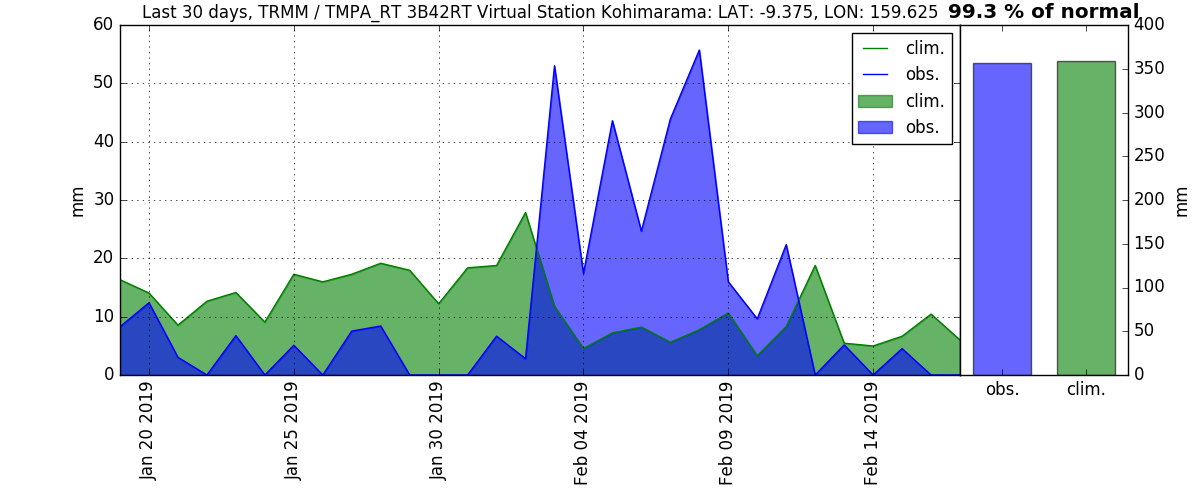 Last 30 days, TRMM / TMPA_RT 3B42RT Virtual Station Kohimarama: LAT: -9.375, LON: 159.625 99.3 % of normal
60
50
40
30
20
10
0
mm
clim.
obs.
clim.
obs.
400
350
300
250
200
150
100
50
0
mm
Jan 20 2019
Jan 25 2019
Jan 30 2019
Feb 04 2019
Feb 09 2019
Feb 14 2019
obs.
clim.